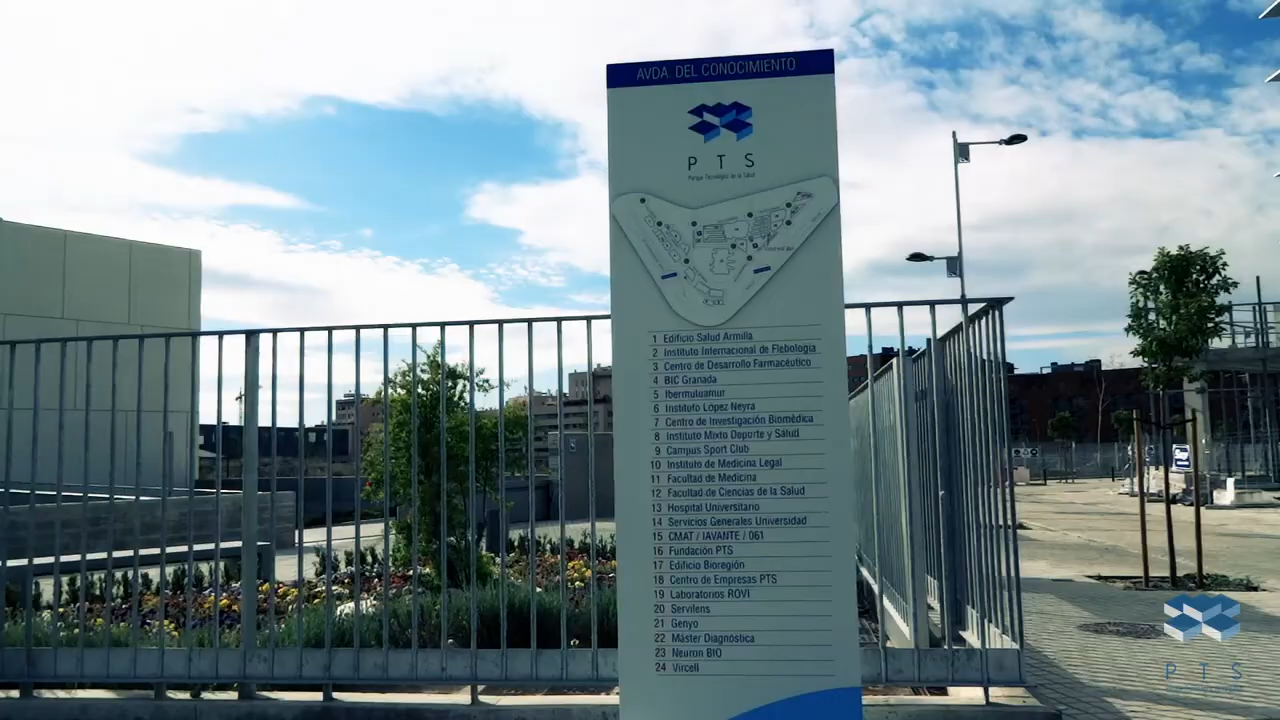 AVDA. DEL CONOCIMIENTO
PTS
Parque Tecnológico de la Salud
1 Edificio Salud Armilla
2 Instituto Internacional de Flebología
3 Centro de Desarrollo Farmacéutico
4 BIC Granada
5 Ibermutuamur
6 Instituto López Neyra
7 Centro de Investigación Biomédica
8 Instituto Mixto Deporte y Salud
9 Campus Sport Club
10 Instituto de Medicina Legal
11 Facultad de Medicina
12 Facultad de Ciencias de la Salud
13 Hospital Universitario
14 Servicios Generales Universidad
15 CMAT / IAVANTE / 061
16 Fundación PTS
17 Edificio Bioregión
18 Centro de Empresas PTS
19 Laboratorios ROVI
20 Servilens
21 Genyo
22 Máster Diagnóstica
23 Neuron BIO
24 Vircell
PTS